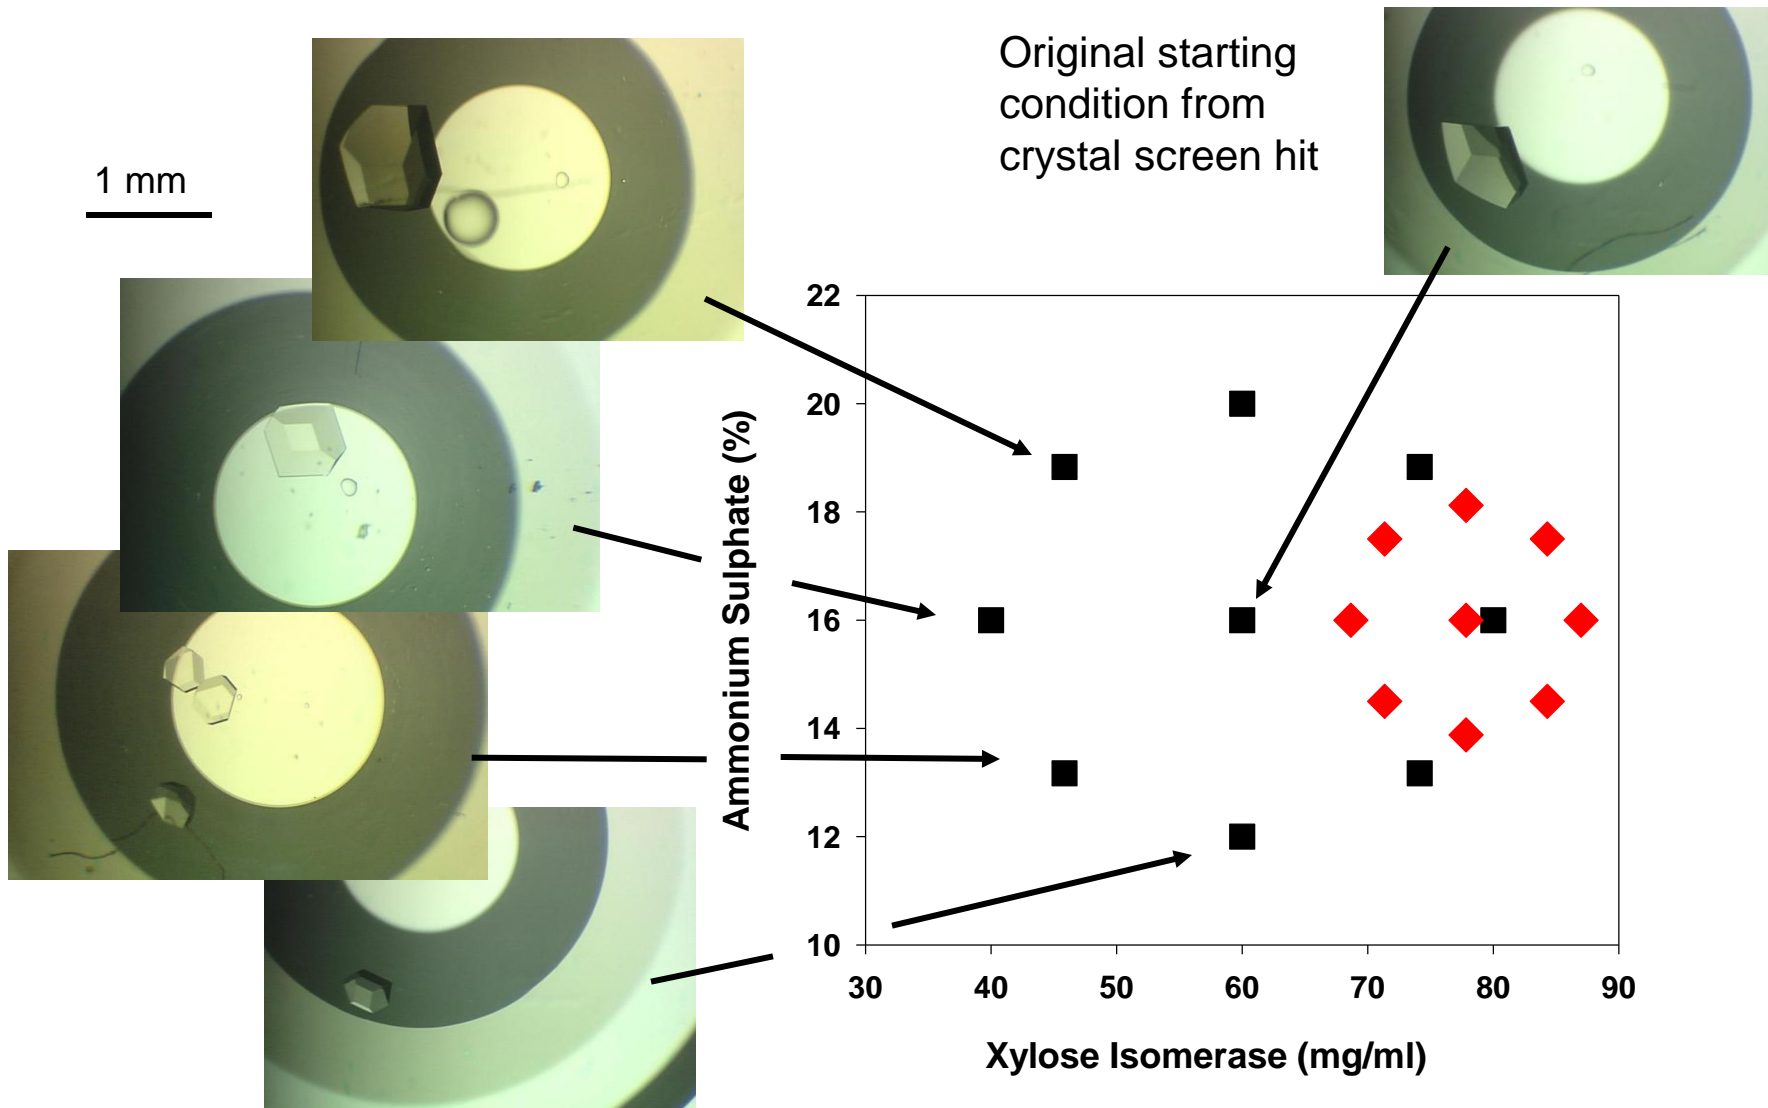 Original starting
condition from
crystal screen hit
1 mm
Ammonium Sulphate (%)
22
20
18
16
14
12
10
30 40 50 60 70 80 90
Xylose Isomerase (mg/ml)